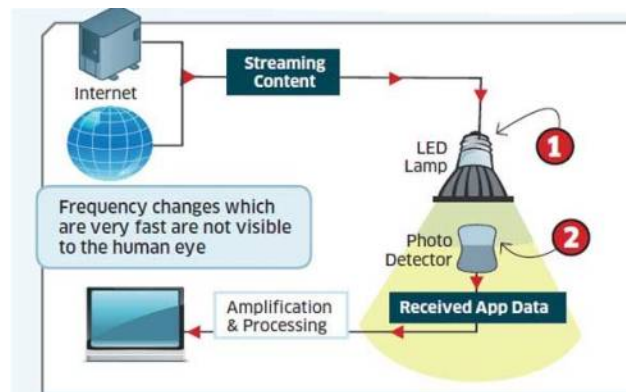 Streaming
Content
Internet
LED
Lamp
1
Frequency changes which
are very fast are not visible
to the human eye
Photo
Detector
2
Amplification
& Processing
Received App Data